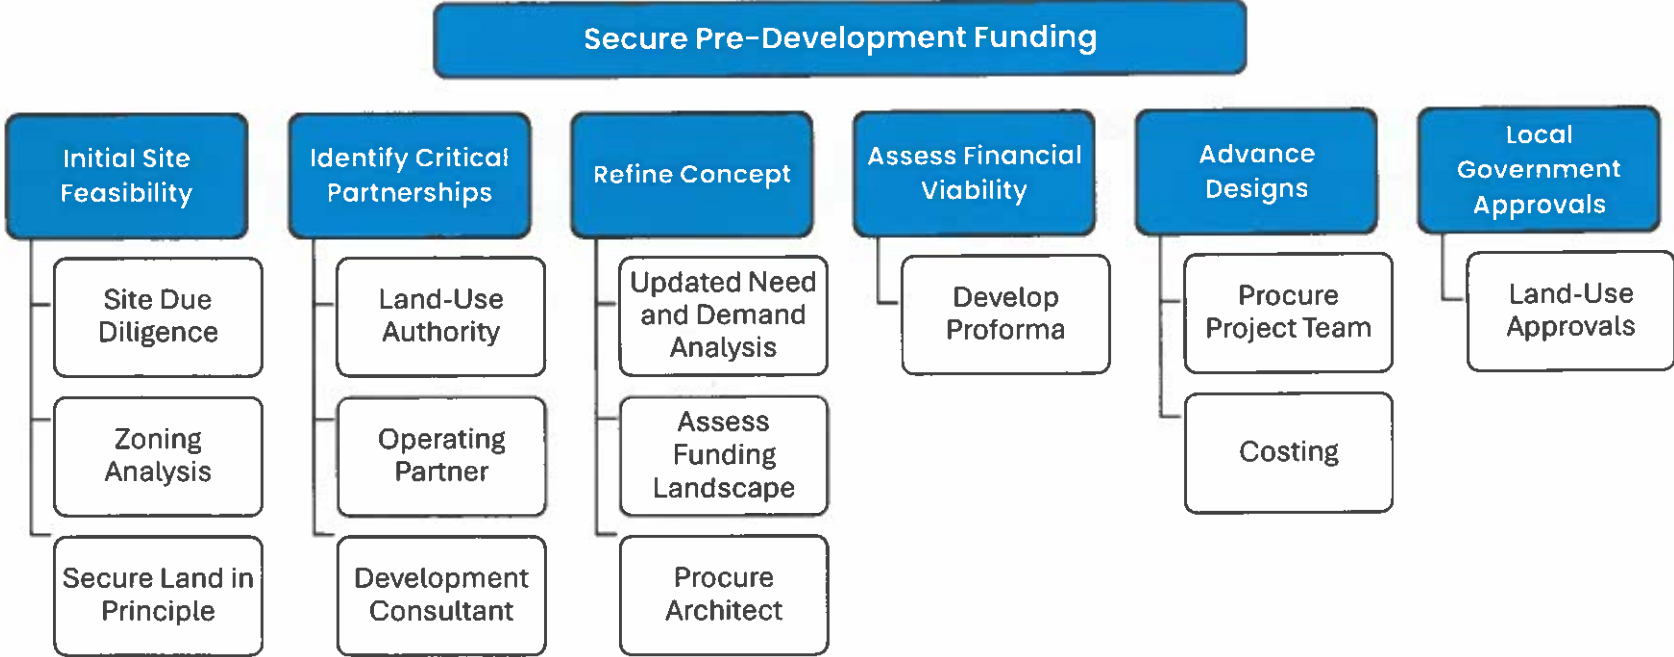 Secure Pre-Development Funding
Initial Site
Feasibility
Site Due
Diligence
Zoning
Analysis
Secure Land in
Principle
Identify Critical
Partnerships
Land-Use
Authority
Operating
Partner
Development
Consultant
Refine Concept
Updated Need
and Demand
Analysis
Assess
Funding
Landscape
Procure
Architect
Assess Financial
Viability
Develop
Proforma
Advance
Designs
Procure
Project Team
Costing
Local
Government
Approvals
Land-Use
Approvals